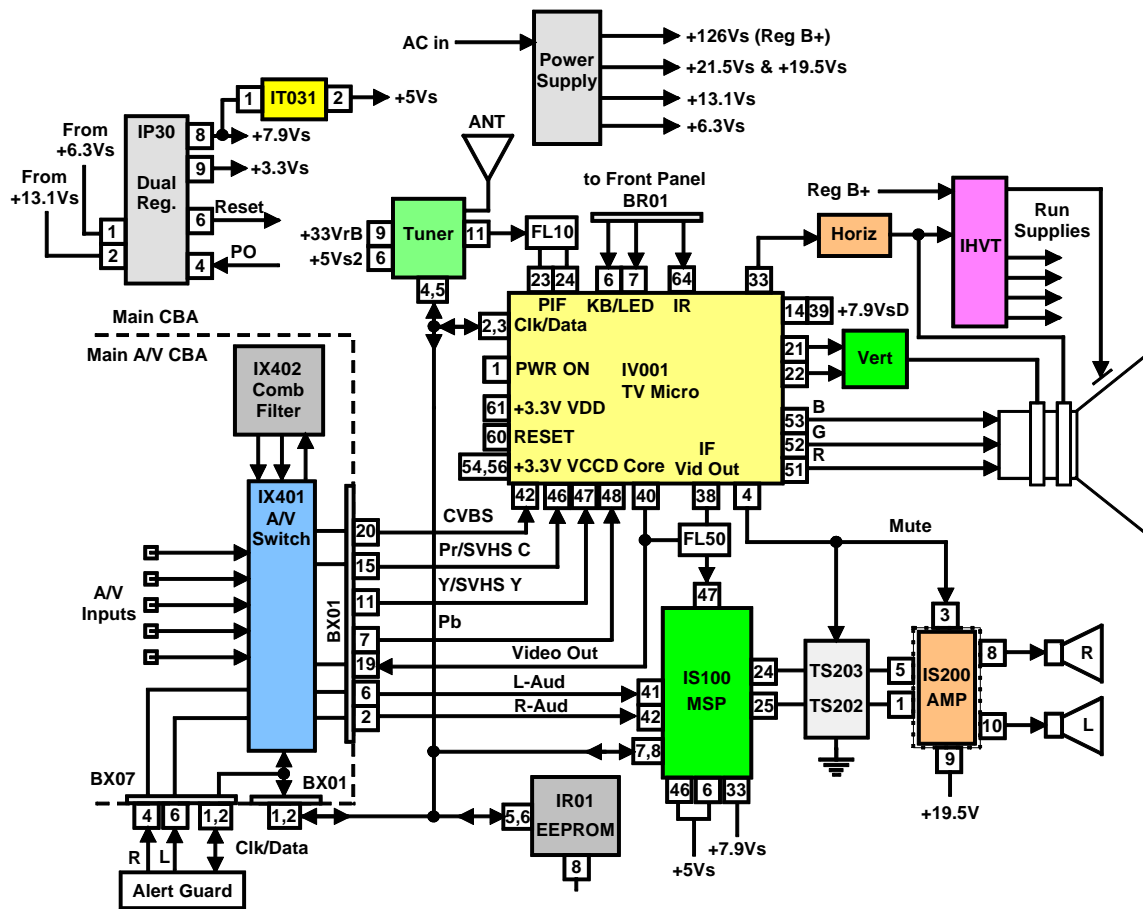 AC in
Power
Supply
+126Vs (Reg B+)
+21.5Vs & +19.5Vs
+13.1Vs
+6.3Vs
1
IT031
2
+5Vs
From
+6.3Vs
From
+13.1Vs
IP30
Dual
Reg.
8
+7.9Vs
9
+3.3Vs
6
Reset
4
PO
1
2
ANT
Tuner
+33VrB
9
+5Vs2
6
11
4,5
FL10
to Front Panel
BR01
Horiz
Reg B+
IHVT
Run
Supplies
23
24
6
7
64
33
PIF
KB/LED
IR
2,3
Clk/Data
14
39
+7.9VsD
1
PWR ON
IV001
TV Micro
21
22
Vert
61
+3.3V VDD
60
RESET
54,56
+3.3V VCCD Core
IF
Vid Out
53
B
52
G
51
R
42
46
47
48
40
38
4
Main CBA
Main A/V CBA
IX402
Comb
Filter
IX401
A/V
Switch
A/V
Inputs
BX01
20
CVBS
15
Pr/SVHS C
11
Y/SVHS Y
7
Pb
19
Video Out
6
L-Aud
2
R-Aud
FL50
Mute
47
IS100
MSP
41
42
7,8
24
25
46
6
33
+5Vs
+7.9Vs
TS203
TS202
3
5
1
IS200
AMP
8
R
10
L
9
+19.5V
BX07
BX01
4
6
1,2
1,2
Clk/Data
R
L
Alert Guard
5,6
IR01
EEPROM
8